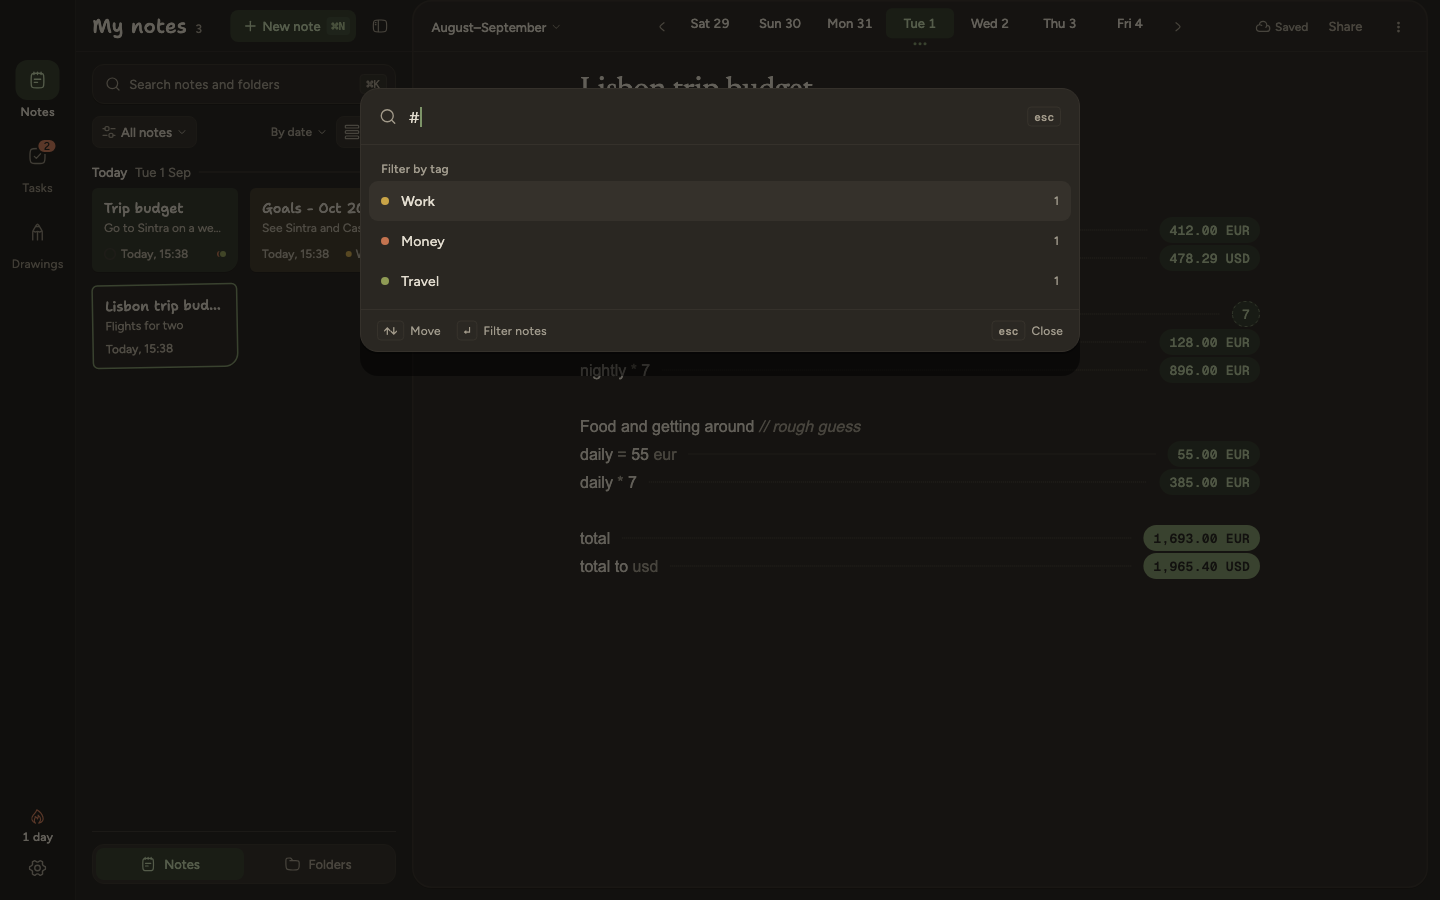 My notes 3
+ New note ⌘N
Search notes and folders ⌘K
All notes
By date
Today Tue 1 Sep
Trip budget
Go to Sintra on a we...
Today, 15:38
Goals - Oct 20
See Sintra and Cas
Today, 15:38
Lisbon trip bud...
Flights for two
Today, 15:38
Notes
2
Tasks
Drawings
1 day
Notes
Folders
August–September
Sat 29
Sun 30
Mon 31
Tue 1
Wed 2
Thu 3
Fri 4
Saved
Share
Lisbon trip budget
#
esc
Filter by tag
Work 1
Money 1
Travel 1
↑↓ Move
↵ Filter notes
esc Close
412.00 EUR
478.29 USD
7
128.00 EUR
nightly * 7 896.00 EUR
Food and getting around // rough guess
daily = 55 eur 55.00 EUR
daily * 7 385.00 EUR
total 1,693.00 EUR
total to usd 1,965.40 USD